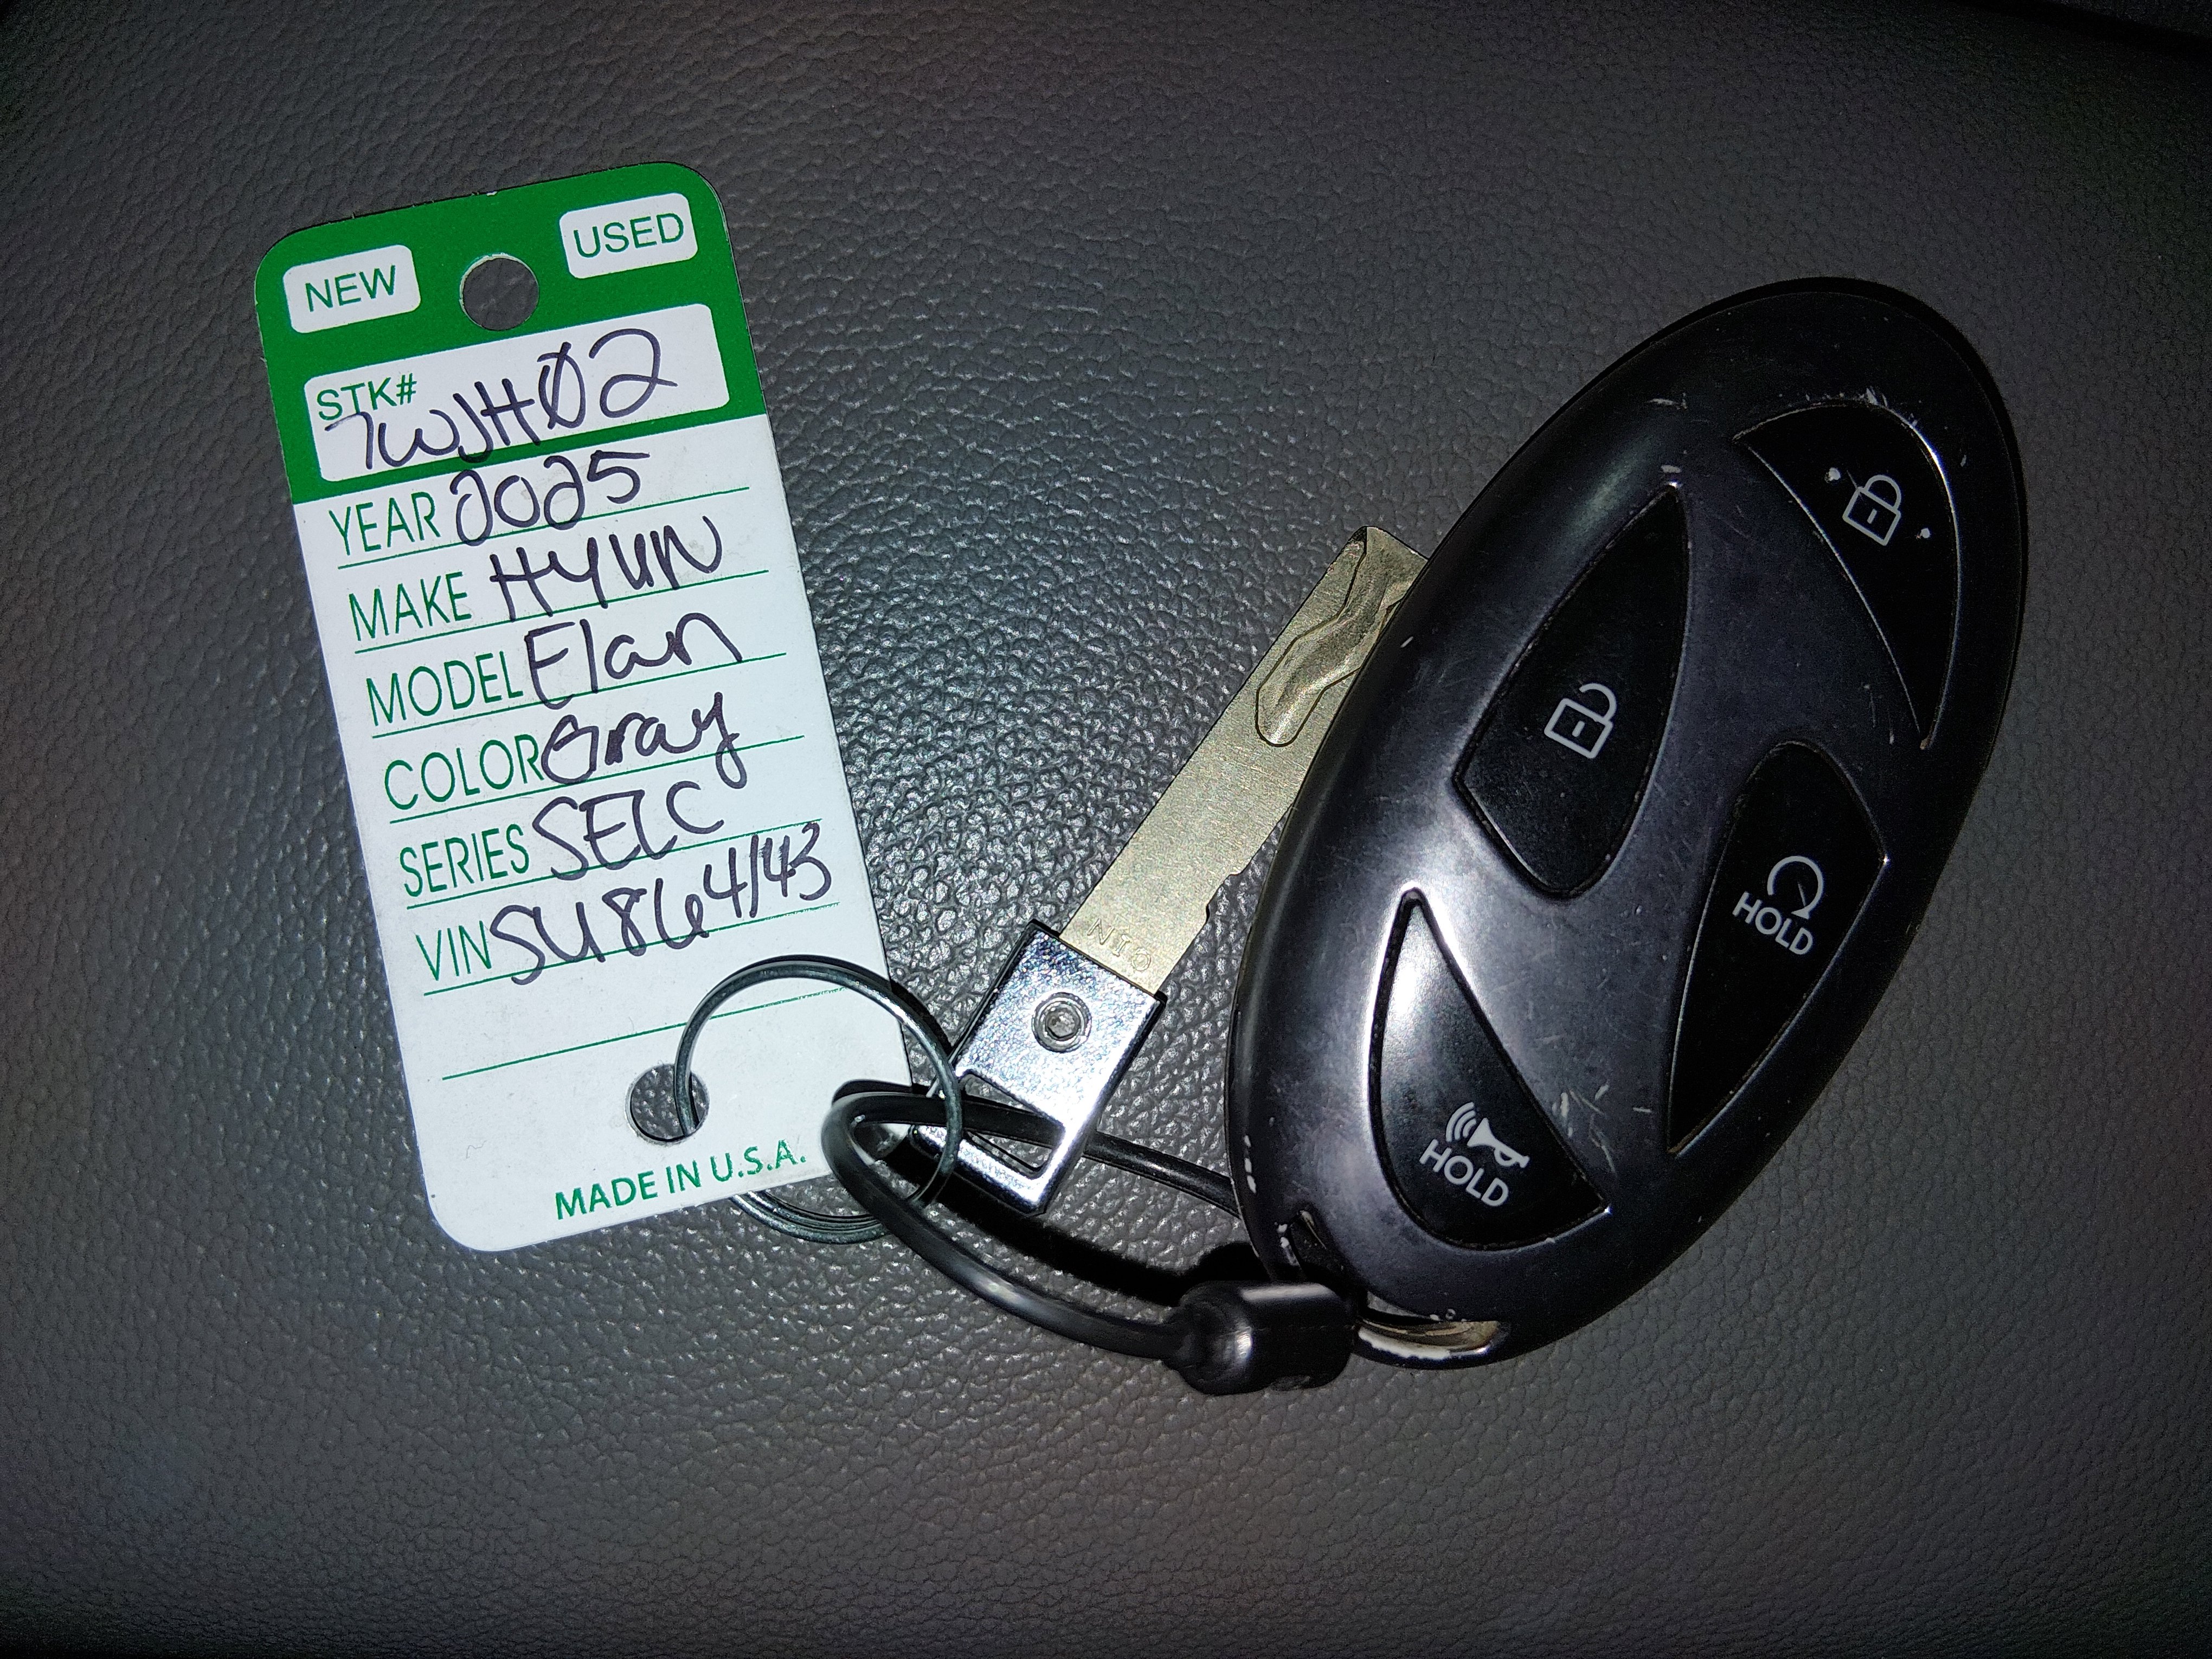 NEW USED
STK# 7WJH02
YEAR 2025
MAKE HYUN
MODEL Elan
COLOR Gray
SERIES SELC
VIN SU864143
MADE IN U.S.A.
HOLD
HOLD